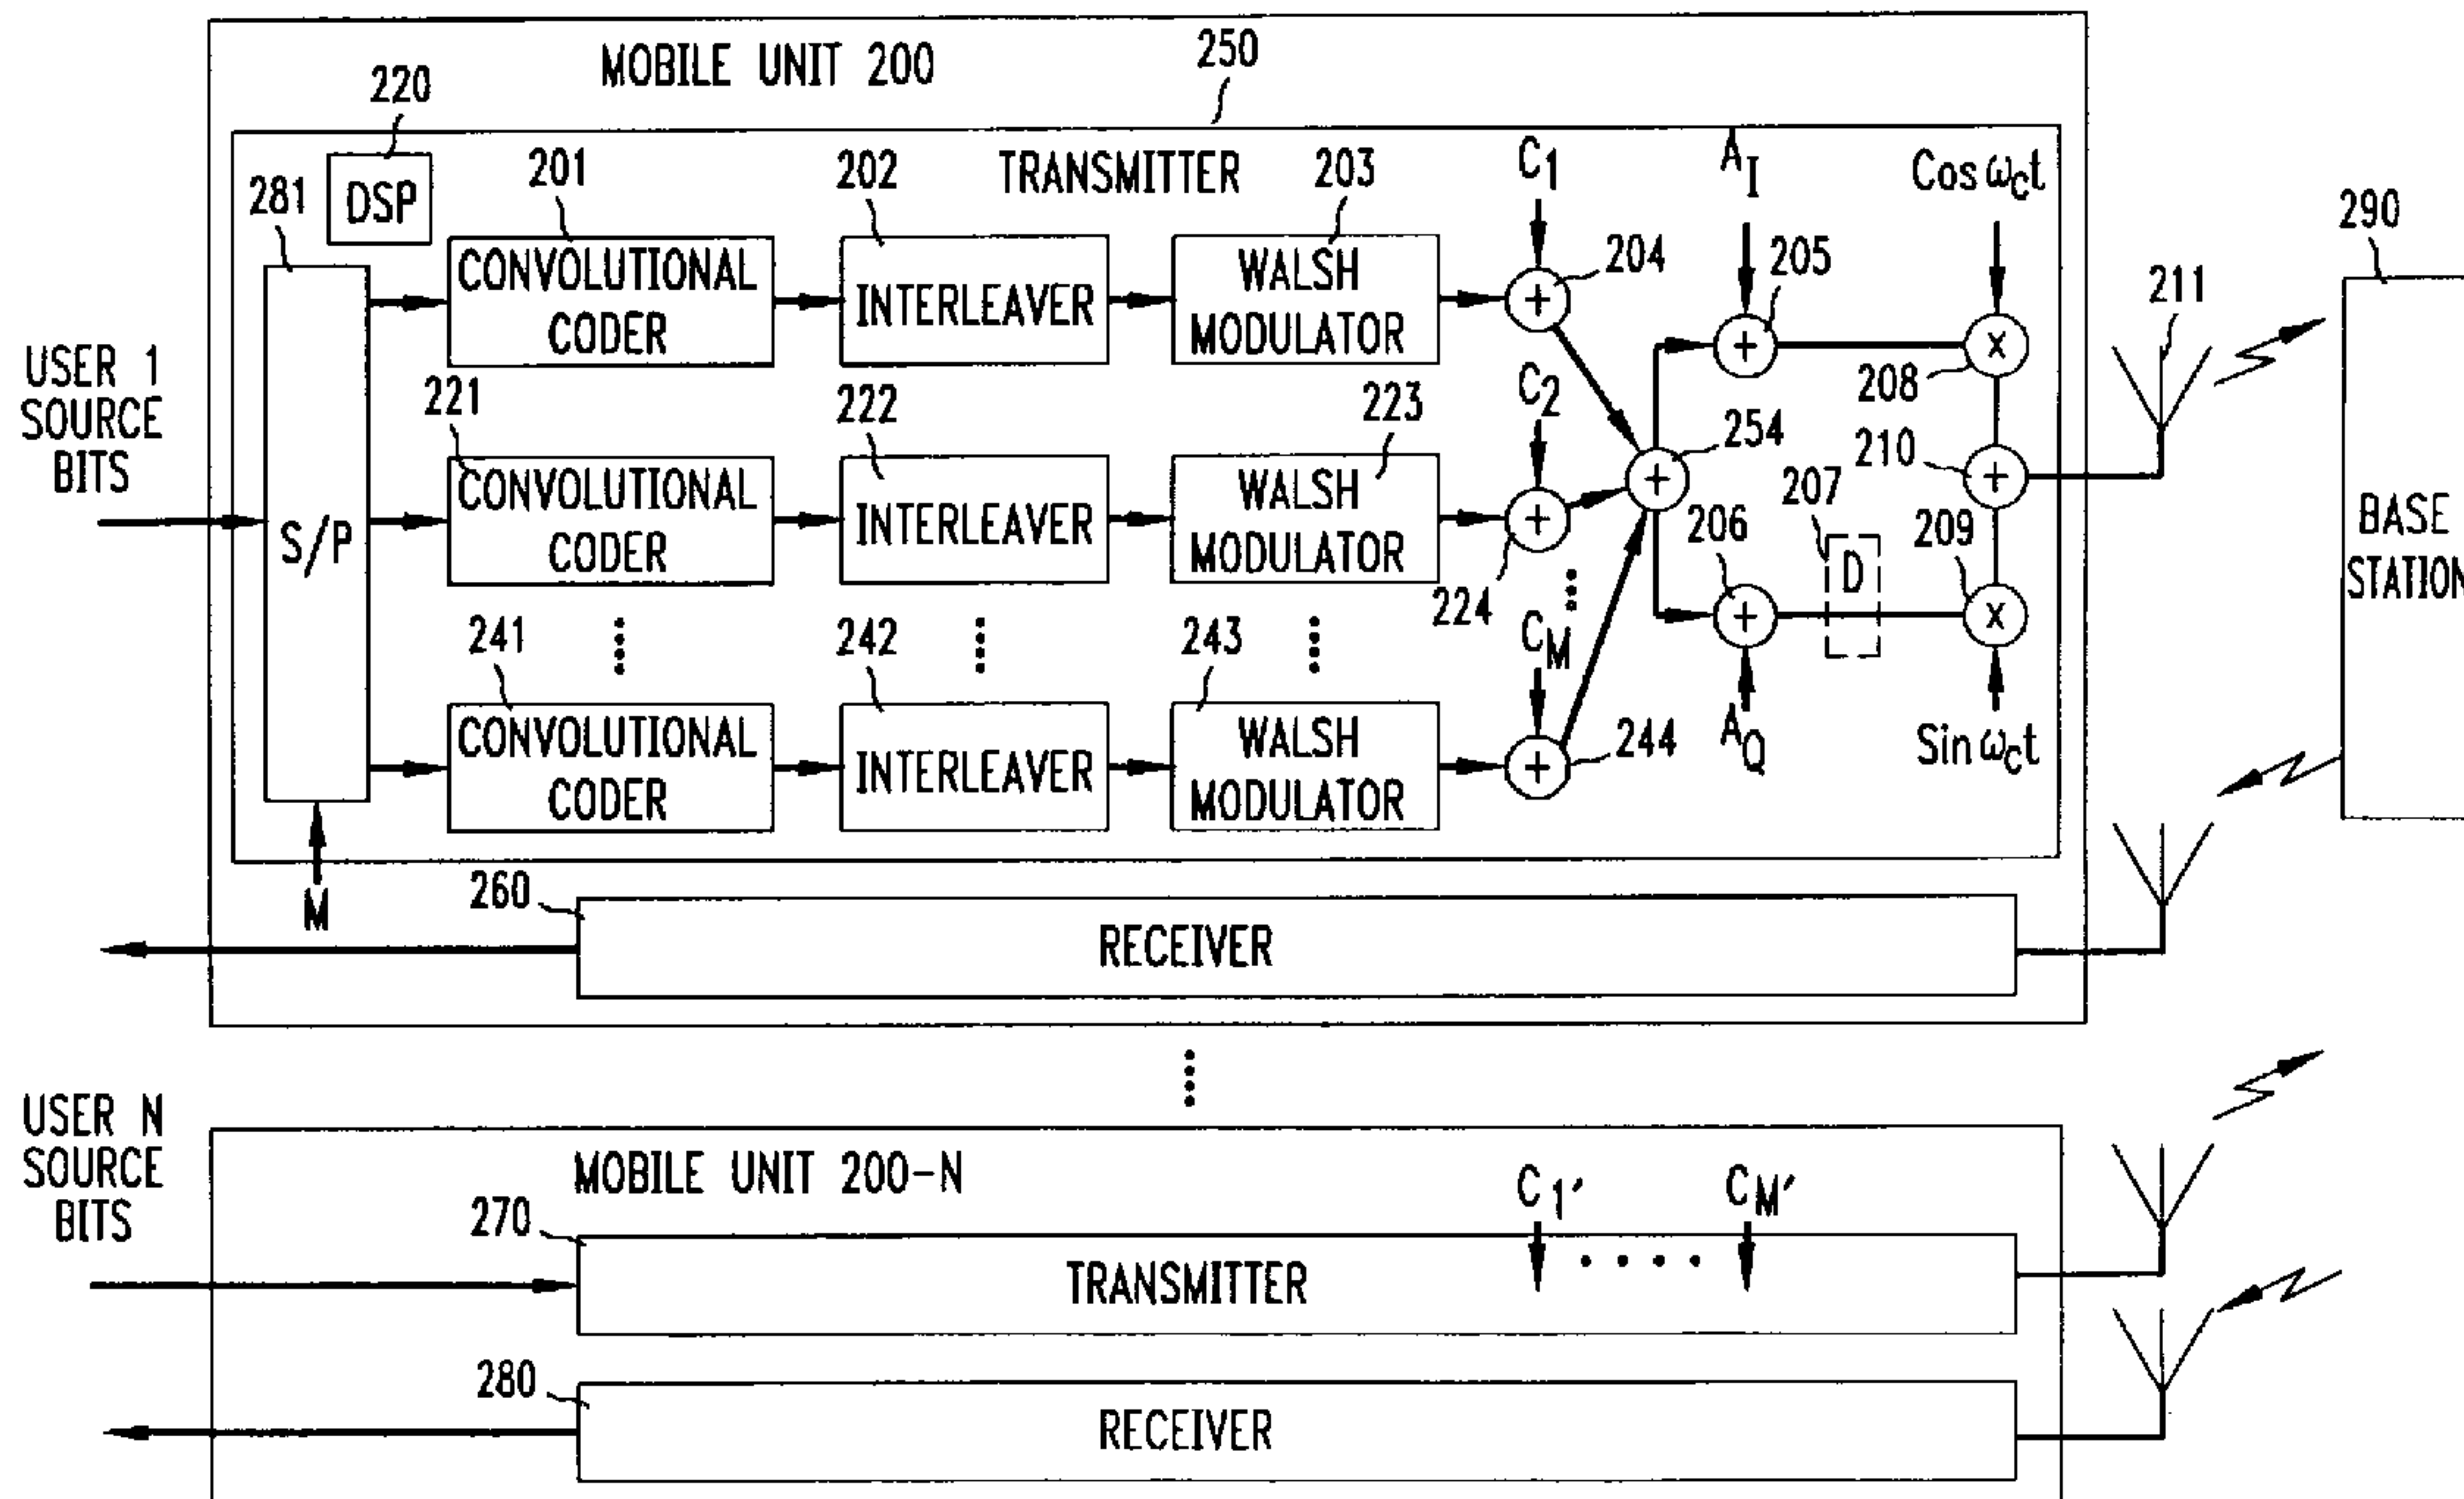 MOBILE UNIT 200
250
220
DSP
281
S/P
M
USER 1
SOURCE
BITS
TRANSMITTER
201
CONVOLUTIONAL
CODER
202
INTERLEAVER
203
WALSH
MODULATOR
C1
+
204
AI
+
205
Cos ωct
x
208
221
CONVOLUTIONAL
CODER
222
INTERLEAVER
223
WALSH
MODULATOR
C2
+
224
+
254
210
+
211
207
D
206
+
AQ
209
x
Sin ωct
241
CONVOLUTIONAL
CODER
242
INTERLEAVER
243
WALSH
MODULATOR
CM
+
244
290
BASE
STATION
260
RECEIVER
USER N
SOURCE
BITS
MOBILE UNIT 200-N
270
TRANSMITTER
C1'
CM'
280
RECEIVER